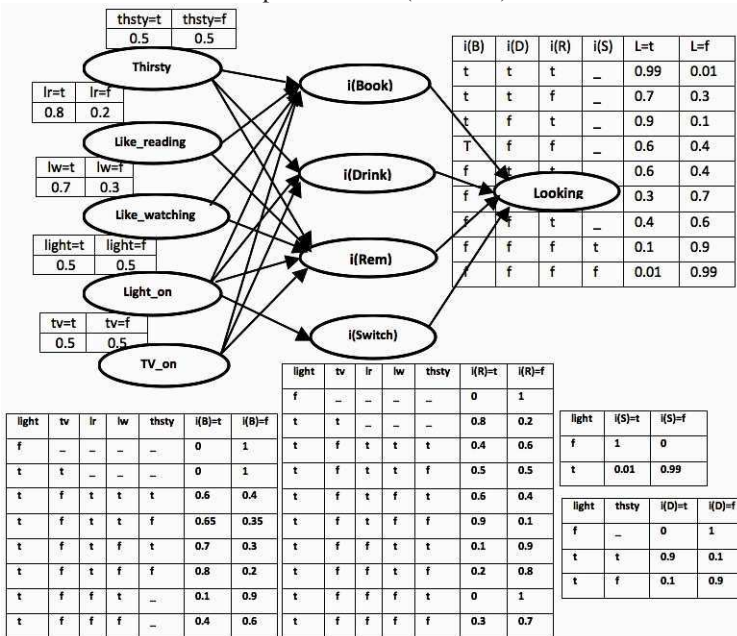 thsty=t thsty=f
0.5 0.5
Thirsty
lr=t lr=f
0.8 0.2
Like_reading
lw=t lw=f
0.7 0.3
Like_watching
light=t light=f
0.5 0.5
Light_on
tv=t tv=f
0.5 0.5
TV_on
i(Book)
i(Drink)
i(Rem)
i(Switch)
i(B) i(D) i(R) i(S) L=t L=f
t t t _ 0.99 0.01
t t f _ 0.7 0.3
t f t _ 0.9 0.1
T f f _ 0.6 0.4
f t t _ 0.6 0.4
f 0.3 0.7
Looking
f f t _ 0.4 0.6
f f f t 0.1 0.9
f f f f 0.01 0.99
light tv lr lw thsty i(B)=t i(B)=f
f _ _ _ _ 0 1
t t _ _ _ 0 1
t f t t t 0.6 0.4
t f t t f 0.65 0.35
t f t f t 0.7 0.3
t f t f f 0.8 0.2
t f f t _ 0.1 0.9
t f f f _ 0.4 0.6
light tv lr lw thsty i(R)=t i(R)=f
f _ _ _ _ 0 1
t t _ _ _ 0.8 0.2
t f t t t 0.4 0.6
t f t t f 0.5 0.5
t f t f t 0.6 0.4
t f t f f 0.9 0.1
t f f t t 0.1 0.9
t f f t f 0.2 0.8
t f f f t 0 1
t f f f f 0.3 0.7
light i(S)=t i(S)=f
f 1 0
t 0.01 0.99
light thsty i(D)=t i(D)=f
f _ 0 1
t t 0.9 0.1
t f 0.1 0.9